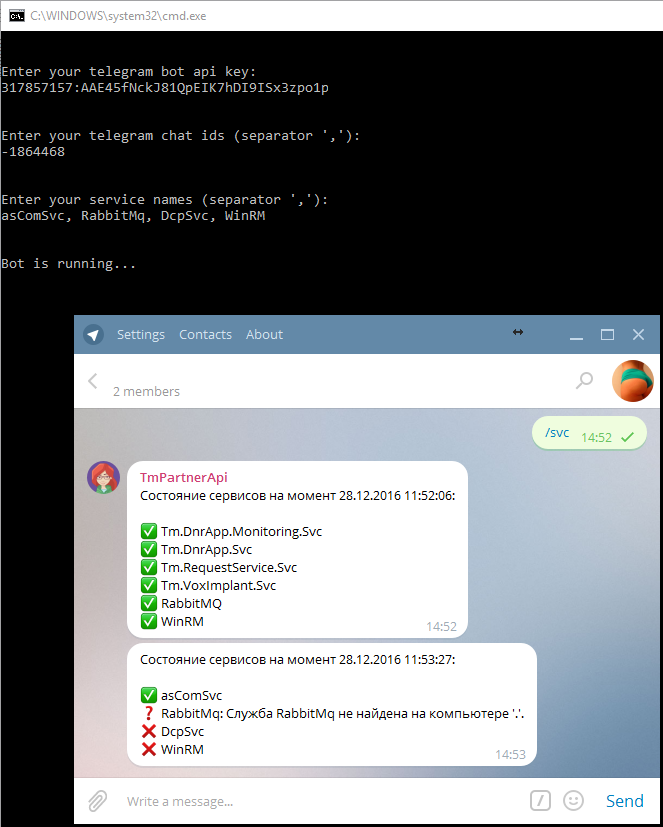 C:\WINDOWS\system32\cmd.exe
Enter your telegram bot api key:
317857157:AAE45fNckJ81QpEIK7hDI9ISx3zpo1p
Enter your telegram chat ids (separator ','):
-1864468
Enter your service names (separator ','):
asComSvc, RabbitMq, DcpSvc, WinRM
Bot is running...
Settings Contacts About
2 members
/svc 14:52
TmPartnerApi
Состояние сервисов на момент 28.12.2016 11:52:06:
✅ Tm.DnrApp.Monitoring.Svc
✅ Tm.DnrApp.Svc
✅ Tm.RequestService.Svc
✅ Tm.VoxImplant.Svc
✅ RabbitMQ
✅ WinRM
14:52
Состояние сервисов на момент 28.12.2016 11:53:27:
✅ asComSvc
❓ RabbitMq: Служба RabbitMq не найдена на компьютере '.'.
❌ DcpSvc
❌ WinRM
14:53
Write a message...
Send